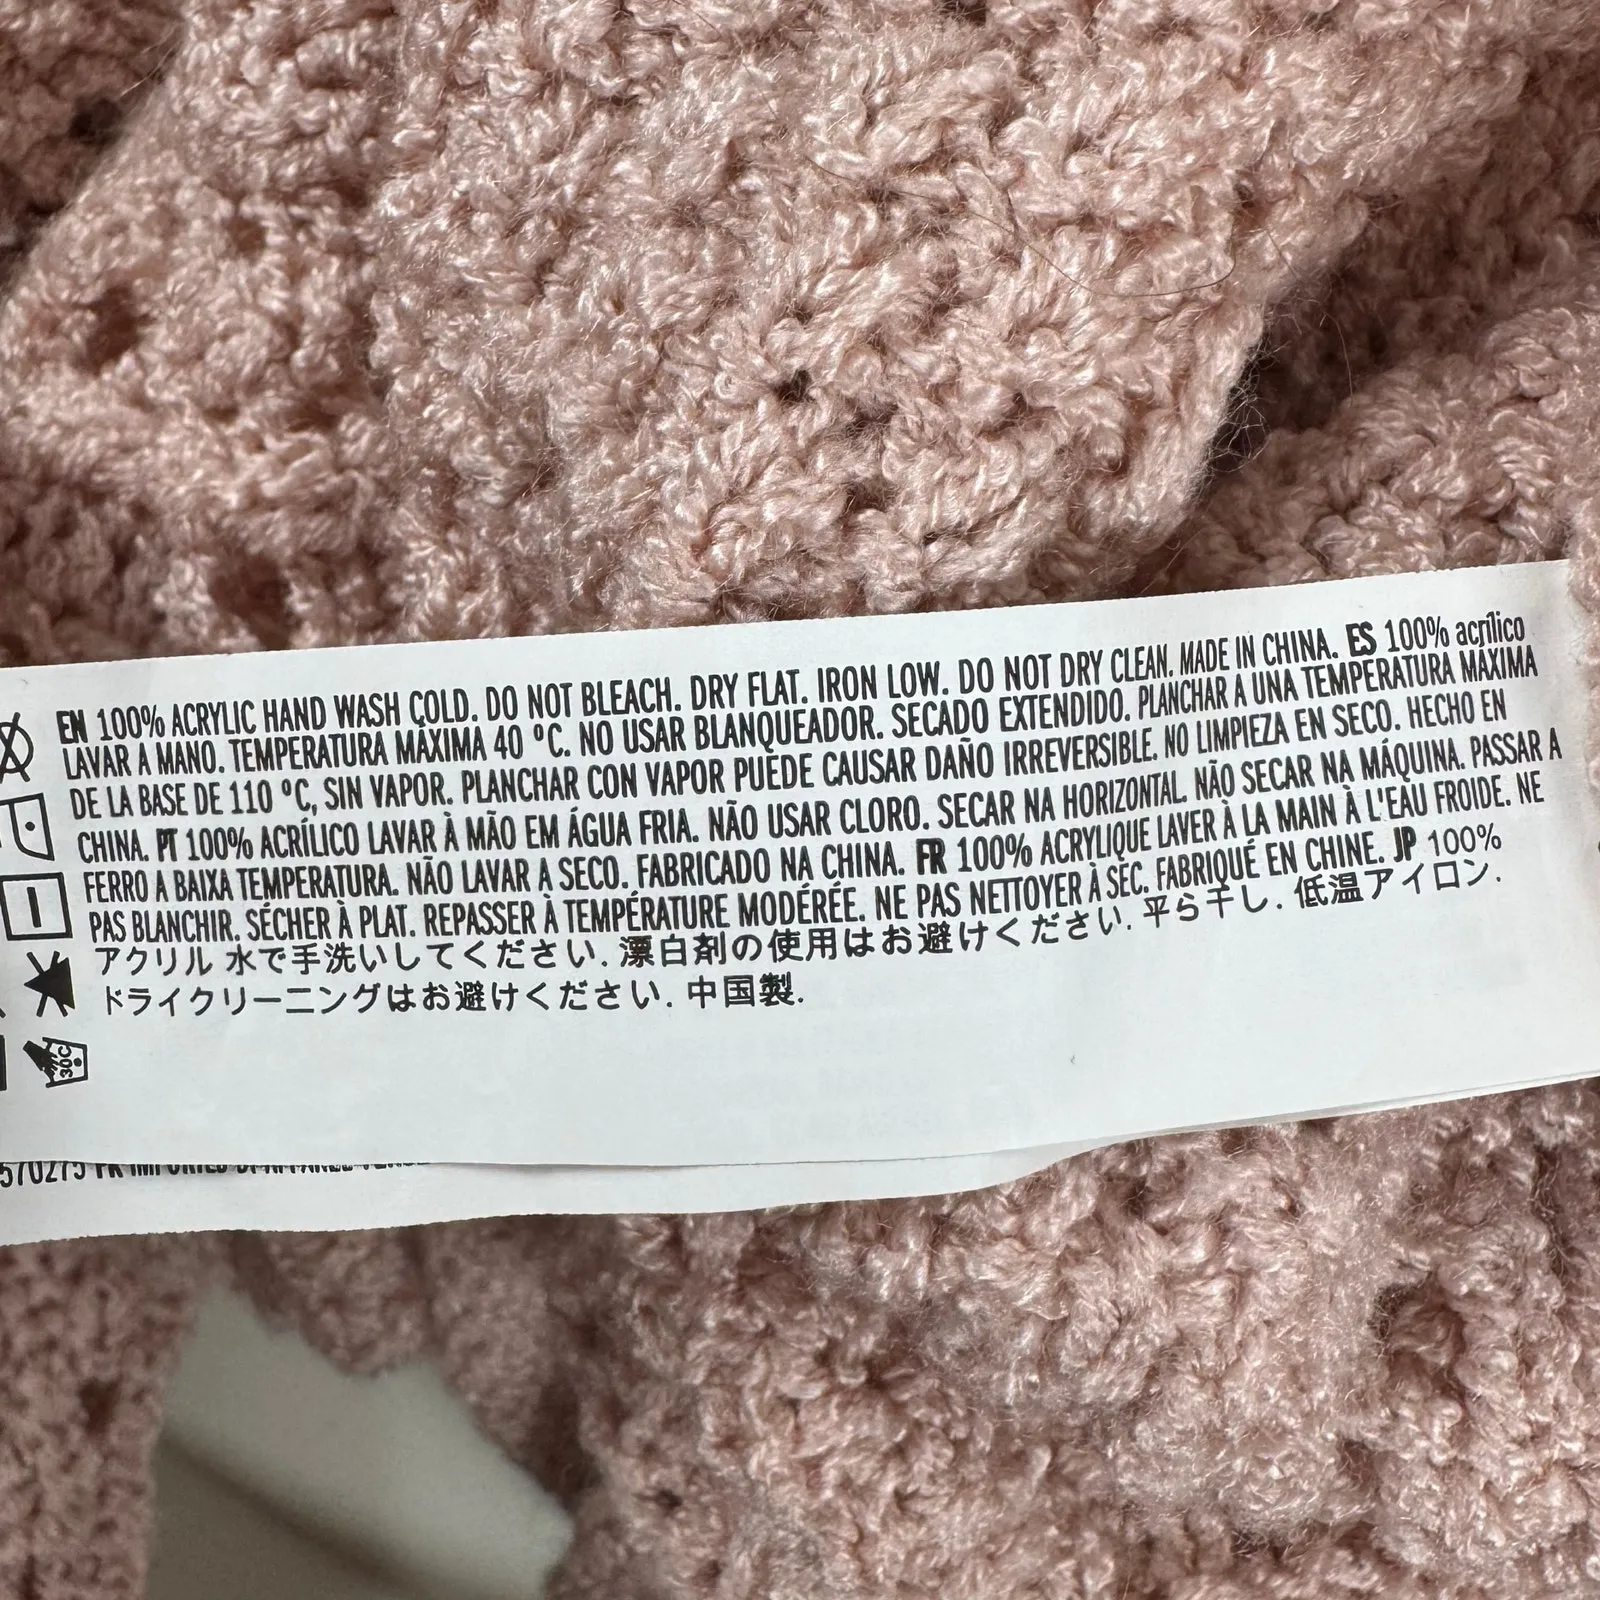 EN 100% ACRYLIC HAND WASH COLD. DO NOT BLEACH. DRY FLAT. IRON LOW. DO NOT DRY CLEAN. MADE IN CHINA. ES 100% acrílico
LAVAR A MANO. TEMPERATURA MÁXIMA 40 °C. NO USAR BLANQUEADOR. SECADO EXTENDIDO. PLANCHAR A UNA TEMPERATURA MÁXIMA
DE LA BASE DE 110 °C, SIN VAPOR. PLANCHAR CON VAPOR PUEDE CAUSAR DAÑO IRREVERSIBLE. NO LIMPIEZA EN SECO. HECHO EN
CHINA. PT 100% ACRÍLICO LAVAR À MÃO EM ÁGUA FRIA. NÃO USAR CLORO. SECAR NA HORIZONTAL. NÃO SECAR NA MÁQUINA. PASSAR A
FERRO A BAIXA TEMPERATURA. NÃO LAVAR A SECO. FABRICADO NA CHINA. FR 100% ACRYLIQUE LAVER À LA MAIN À L'EAU FROIDE. NE
PAS BLANCHIR. SÉCHER À PLAT. REPASSER À TEMPÉRATURE MODÉRÉE. NE PAS NETTOYER À SEC. FABRIQUÉ EN CHINE. JP 100%
アクリル 水で手洗いしてください. 漂白剤の使用はお避けください. 平ら干し. 低温アイロン.
ドライクリーニングはお避けください. 中国製.
30C
570275